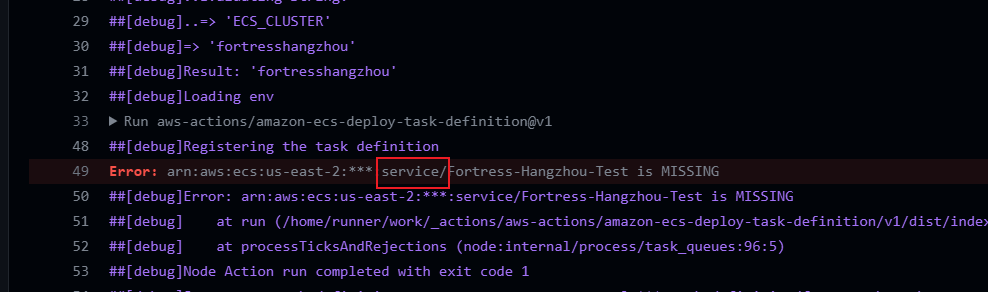 29 ##[debug]..=> 'ECS_CLUSTER'
30 ##[debug]=> 'fortresshangzhou'
31 ##[debug]Result: 'fortresshangzhou'
32 ##[debug]Loading env
33 ▶ Run aws-actions/amazon-ecs-deploy-task-definition@v1
48 ##[debug]Registering the task definition
49 Error: arn:aws:ecs:us-east-2:*** service/Fortress-Hangzhou-Test is MISSING
50 ##[debug]Error: arn:aws:ecs:us-east-2:***:service/Fortress-Hangzhou-Test is MISSING
51 ##[debug]    at run (/home/runner/work/_actions/aws-actions/amazon-ecs-deploy-task-definition/v1/dist/index
52 ##[debug]    at processTicksAndRejections (node:internal/process/task_queues:96:5)
53 ##[debug]Node Action run completed with exit code 1